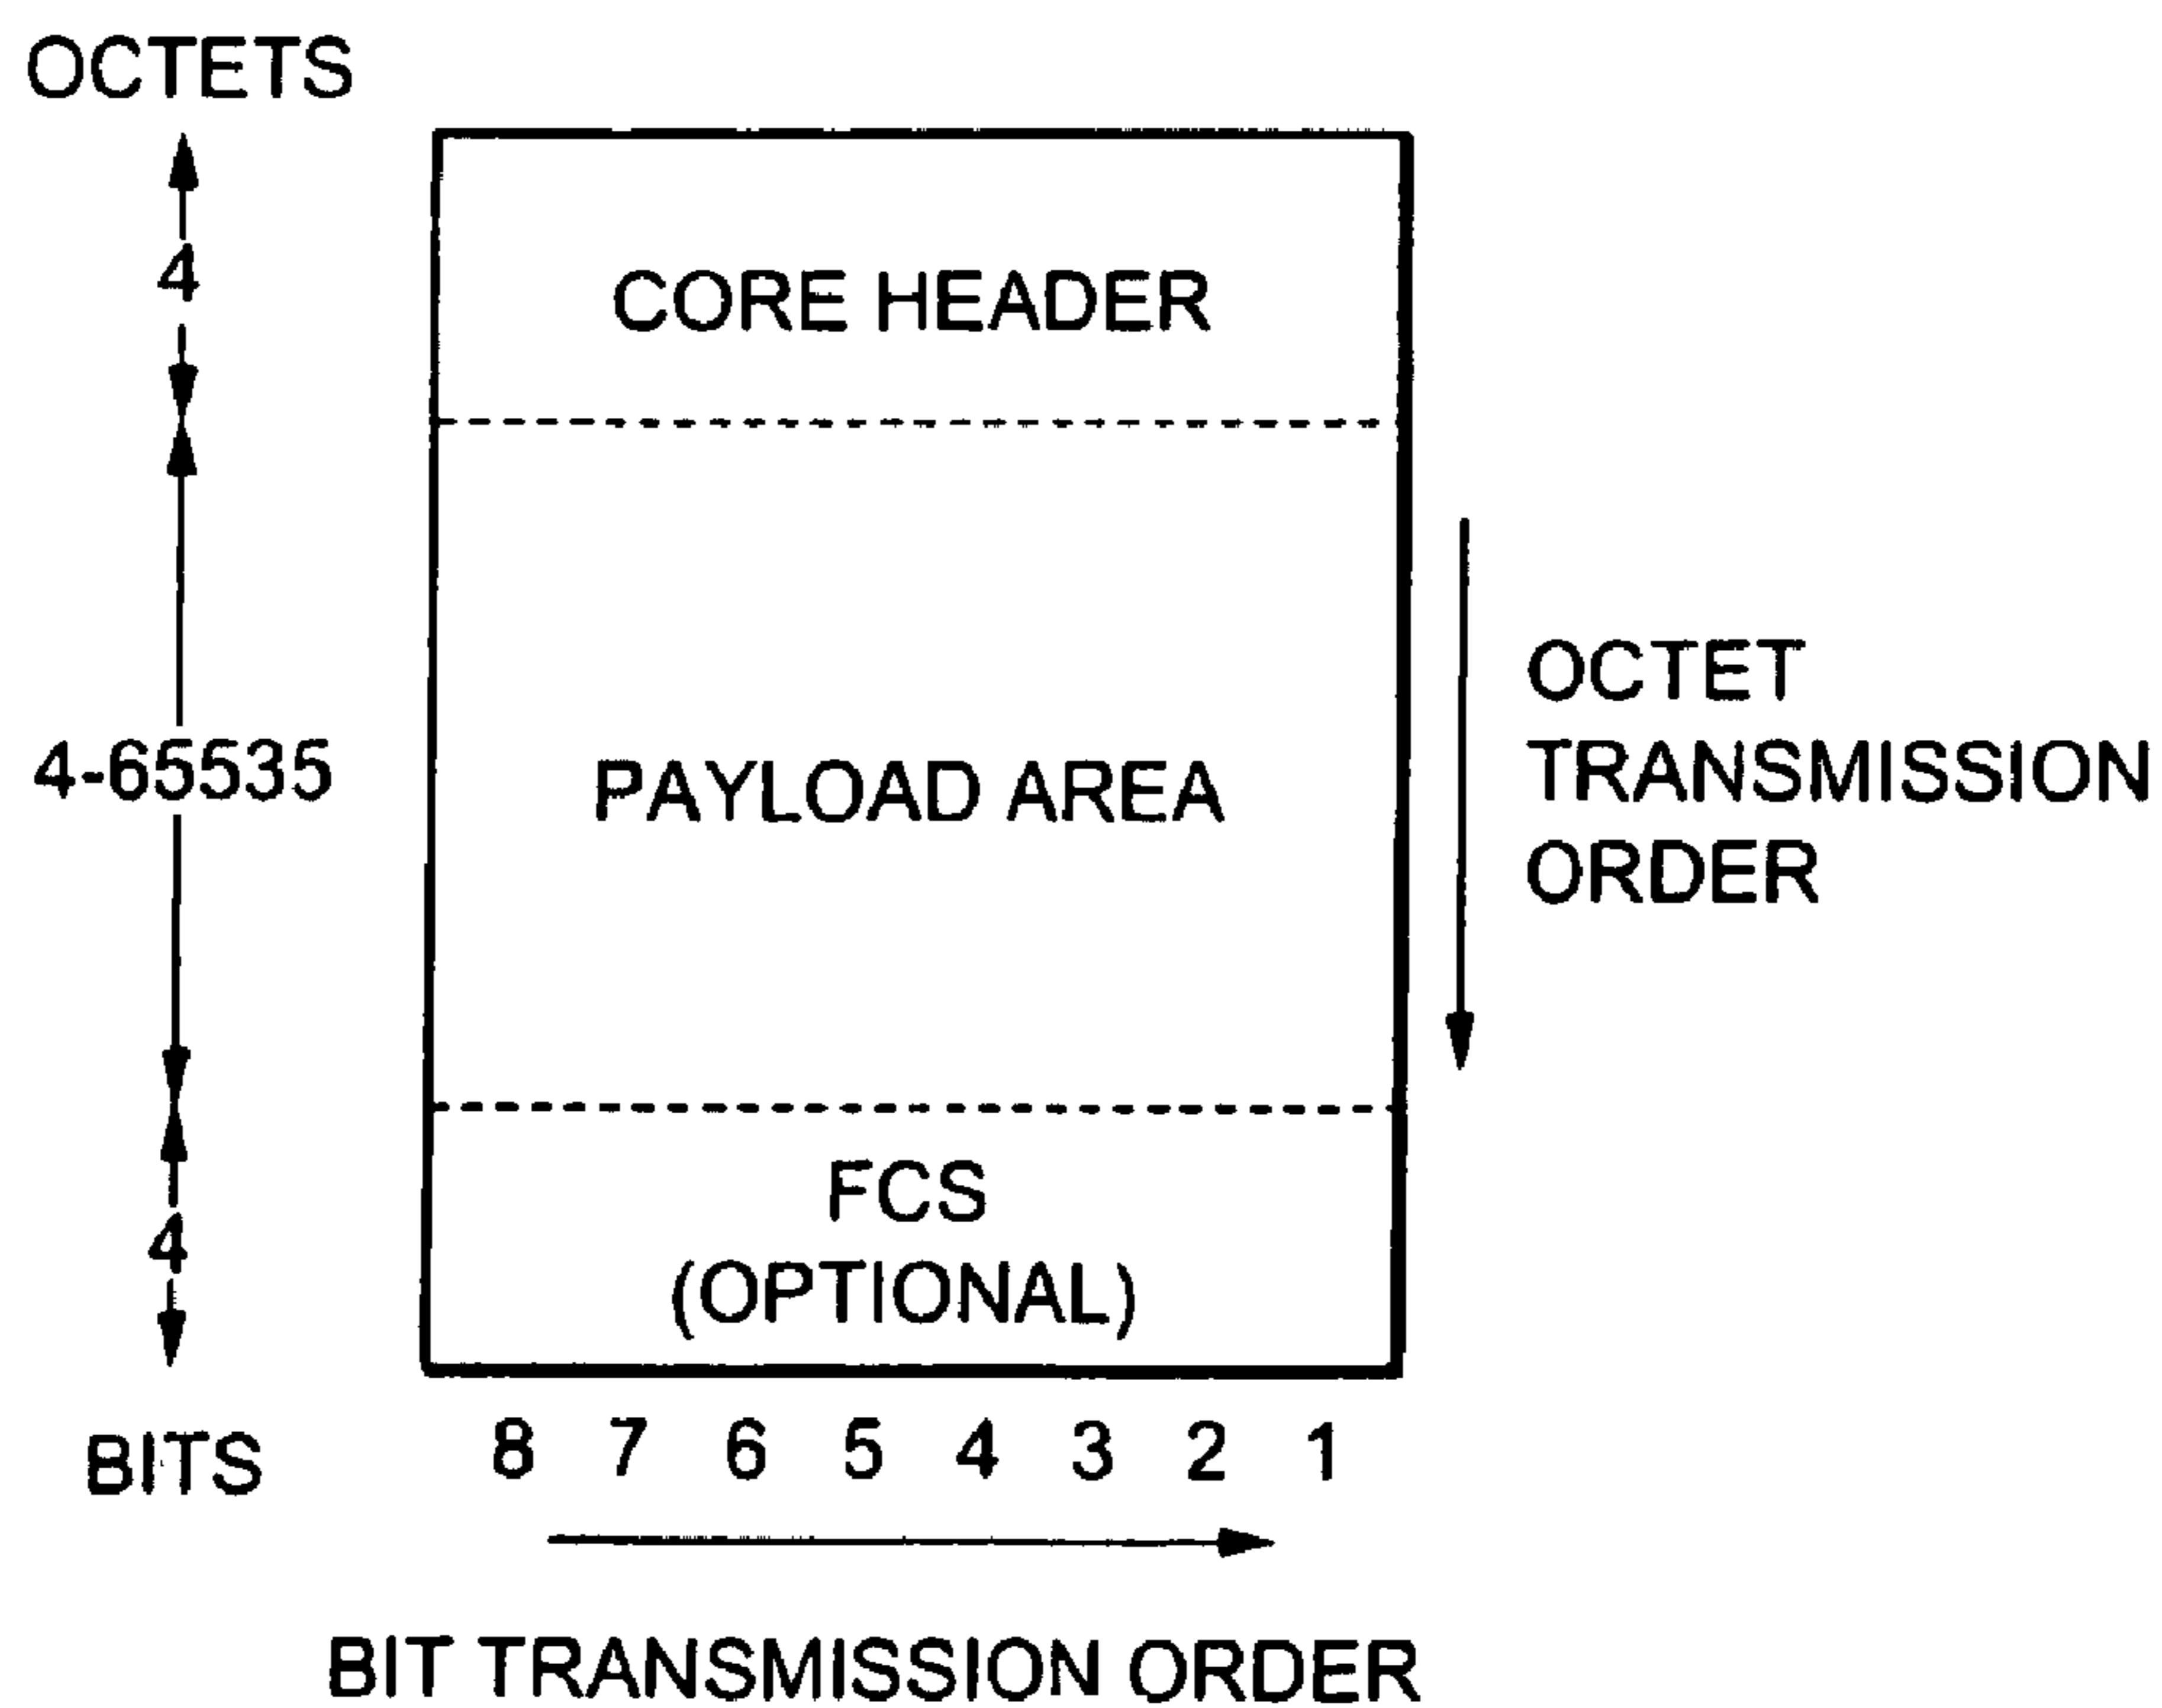 OCTETS
4
CORE HEADER
4-65535
PAYLOAD AREA
OCTET
TRANSMISSION
ORDER
4
FCS
(OPTIONAL)
BITS
8 7 6 5 4 3 2 1
BIT TRANSMISSION ORDER